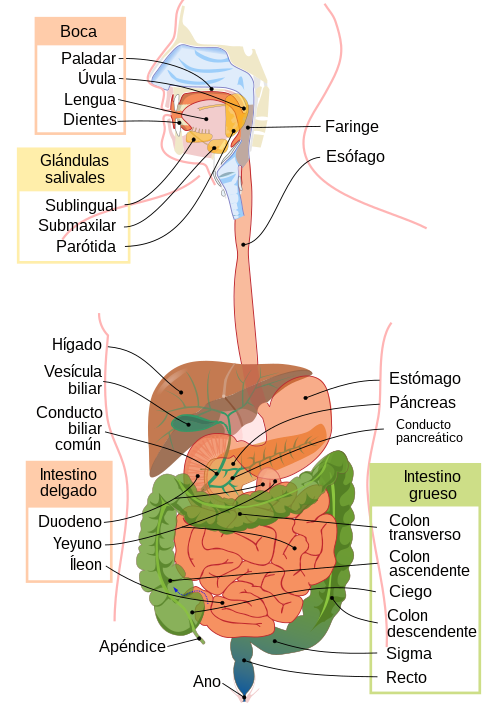 Boca
Paladar
Úvula
Lengua
Dientes
Glándulas
salivales
Sublingual
Submaxilar
Parótida
Faringe
Esófago
Hígado
Vesícula
biliar
Conducto
biliar
común
Intestino
delgado
Duodeno
Yeyuno
Íleon
Apéndice
Ano
Estómago
Páncreas
Conducto
pancreático
Intestino
grueso
Colon
transverso
Colon
ascendente
Ciego
Colon
descendente
Sigma
Recto